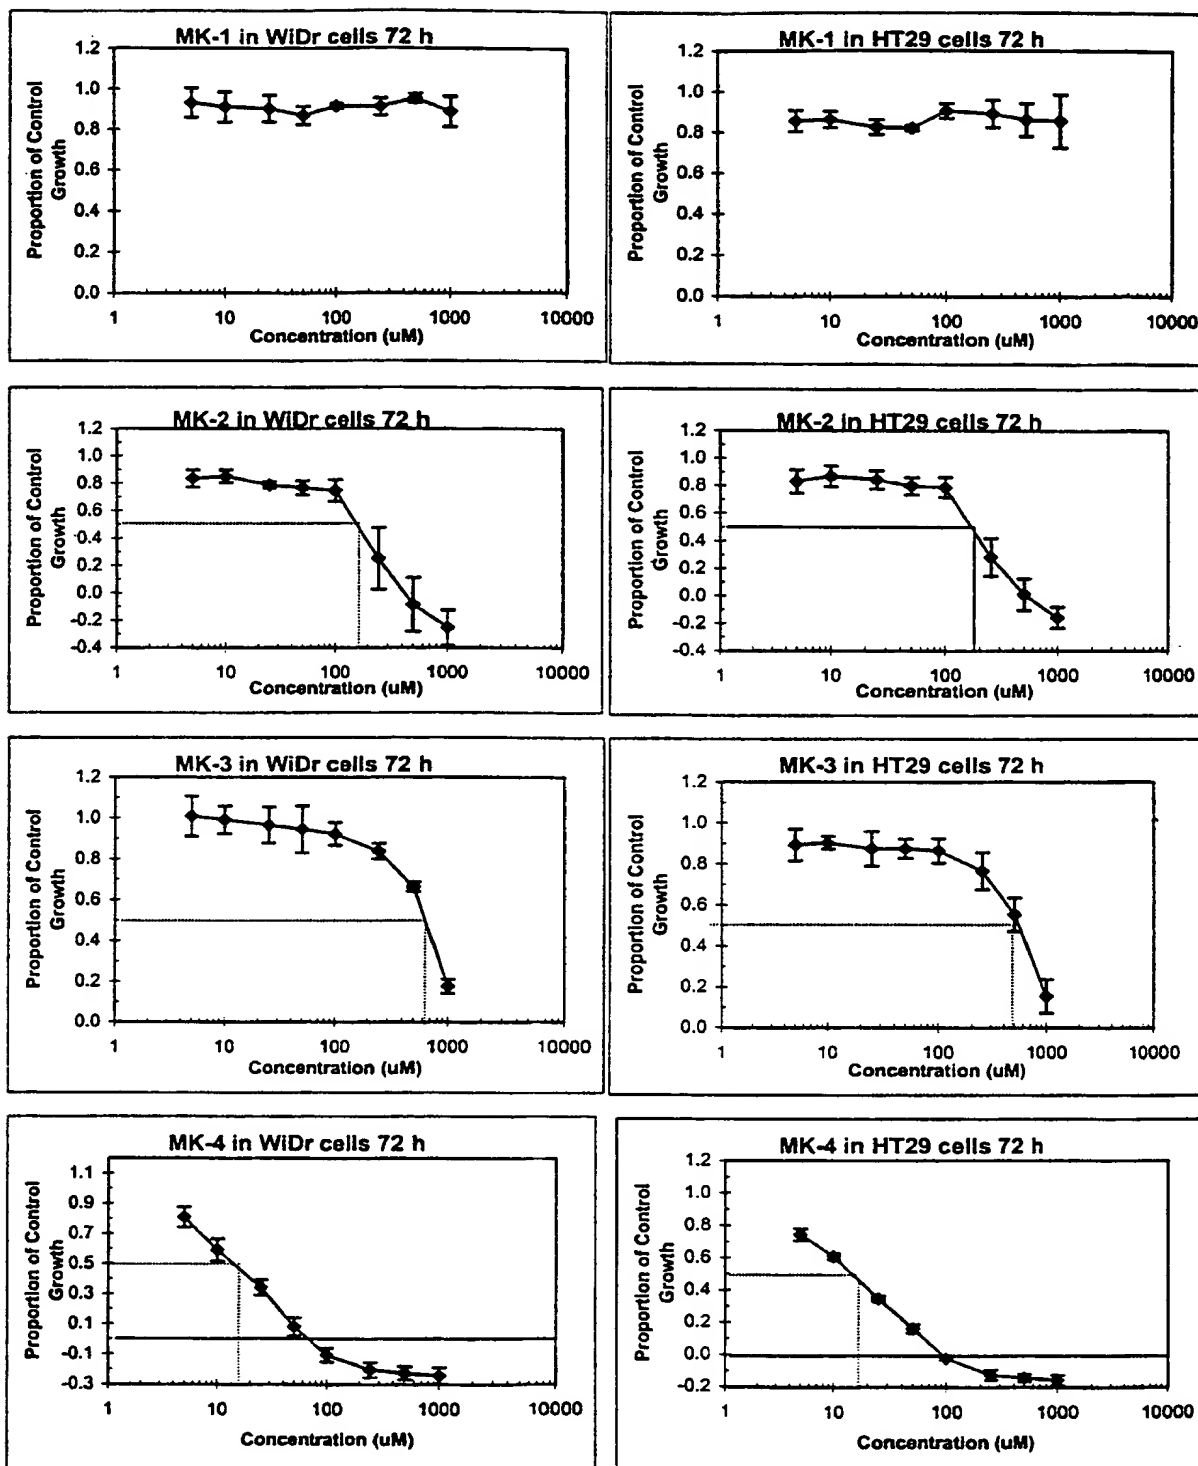 MK-1 in WiDr cells 72 h
Proportion of Control
Growth
1.2
1.0
0.8
0.6
0.4
0.2
0.0
1 10 100 1000 10000
Concentration (uM)
MK-1 in HT29 cells 72 h
Proportion of Control
Growth
1.2
1.0
0.8
0.6
0.4
0.2
0.0
1 10 100 1000 10000
Concentration (uM)
MK-2 in WiDr cells 72 h
Proportion of Control
Growth
1.2
1.0
0.8
0.6
0.4
0.2
0.0
-0.2
-0.4
1 10 100 1000 10000
Concentration (uM)
MK-2 in HT29 cells 72 h
Proportion of Control
Growth
1.2
1.0
0.8
0.6
0.4
0.2
0.0
-0.2
-0.4
1 10 100 1000 10000
Concentration (uM)
MK-3 in WiDr cells 72 h
Proportion of Control
Growth
1.2
1.0
0.8
0.6
0.4
0.2
0.0
1 10 100 1000 10000
Concentration (uM)
MK-3 in HT29 cells 72 h
Proportion of Control
Growth
1.2
1.0
0.8
0.6
0.4
0.2
0.0
1 10 100 1000 10000
Concentration (uM)
MK-4 in WiDr cells 72 h
Proportion of Control
Growth
1.1
0.9
0.7
0.5
0.3
0.1
-0.1
-0.3
1 10 100 1000 10000
Concentration (uM)
MK-4 in HT29 cells 72 h
Proportion of Control
Growth
1.2
1.0
0.8
0.6
0.4
0.2
0.0
-0.2
1 10 100 1000 10000
Concentration (uM)